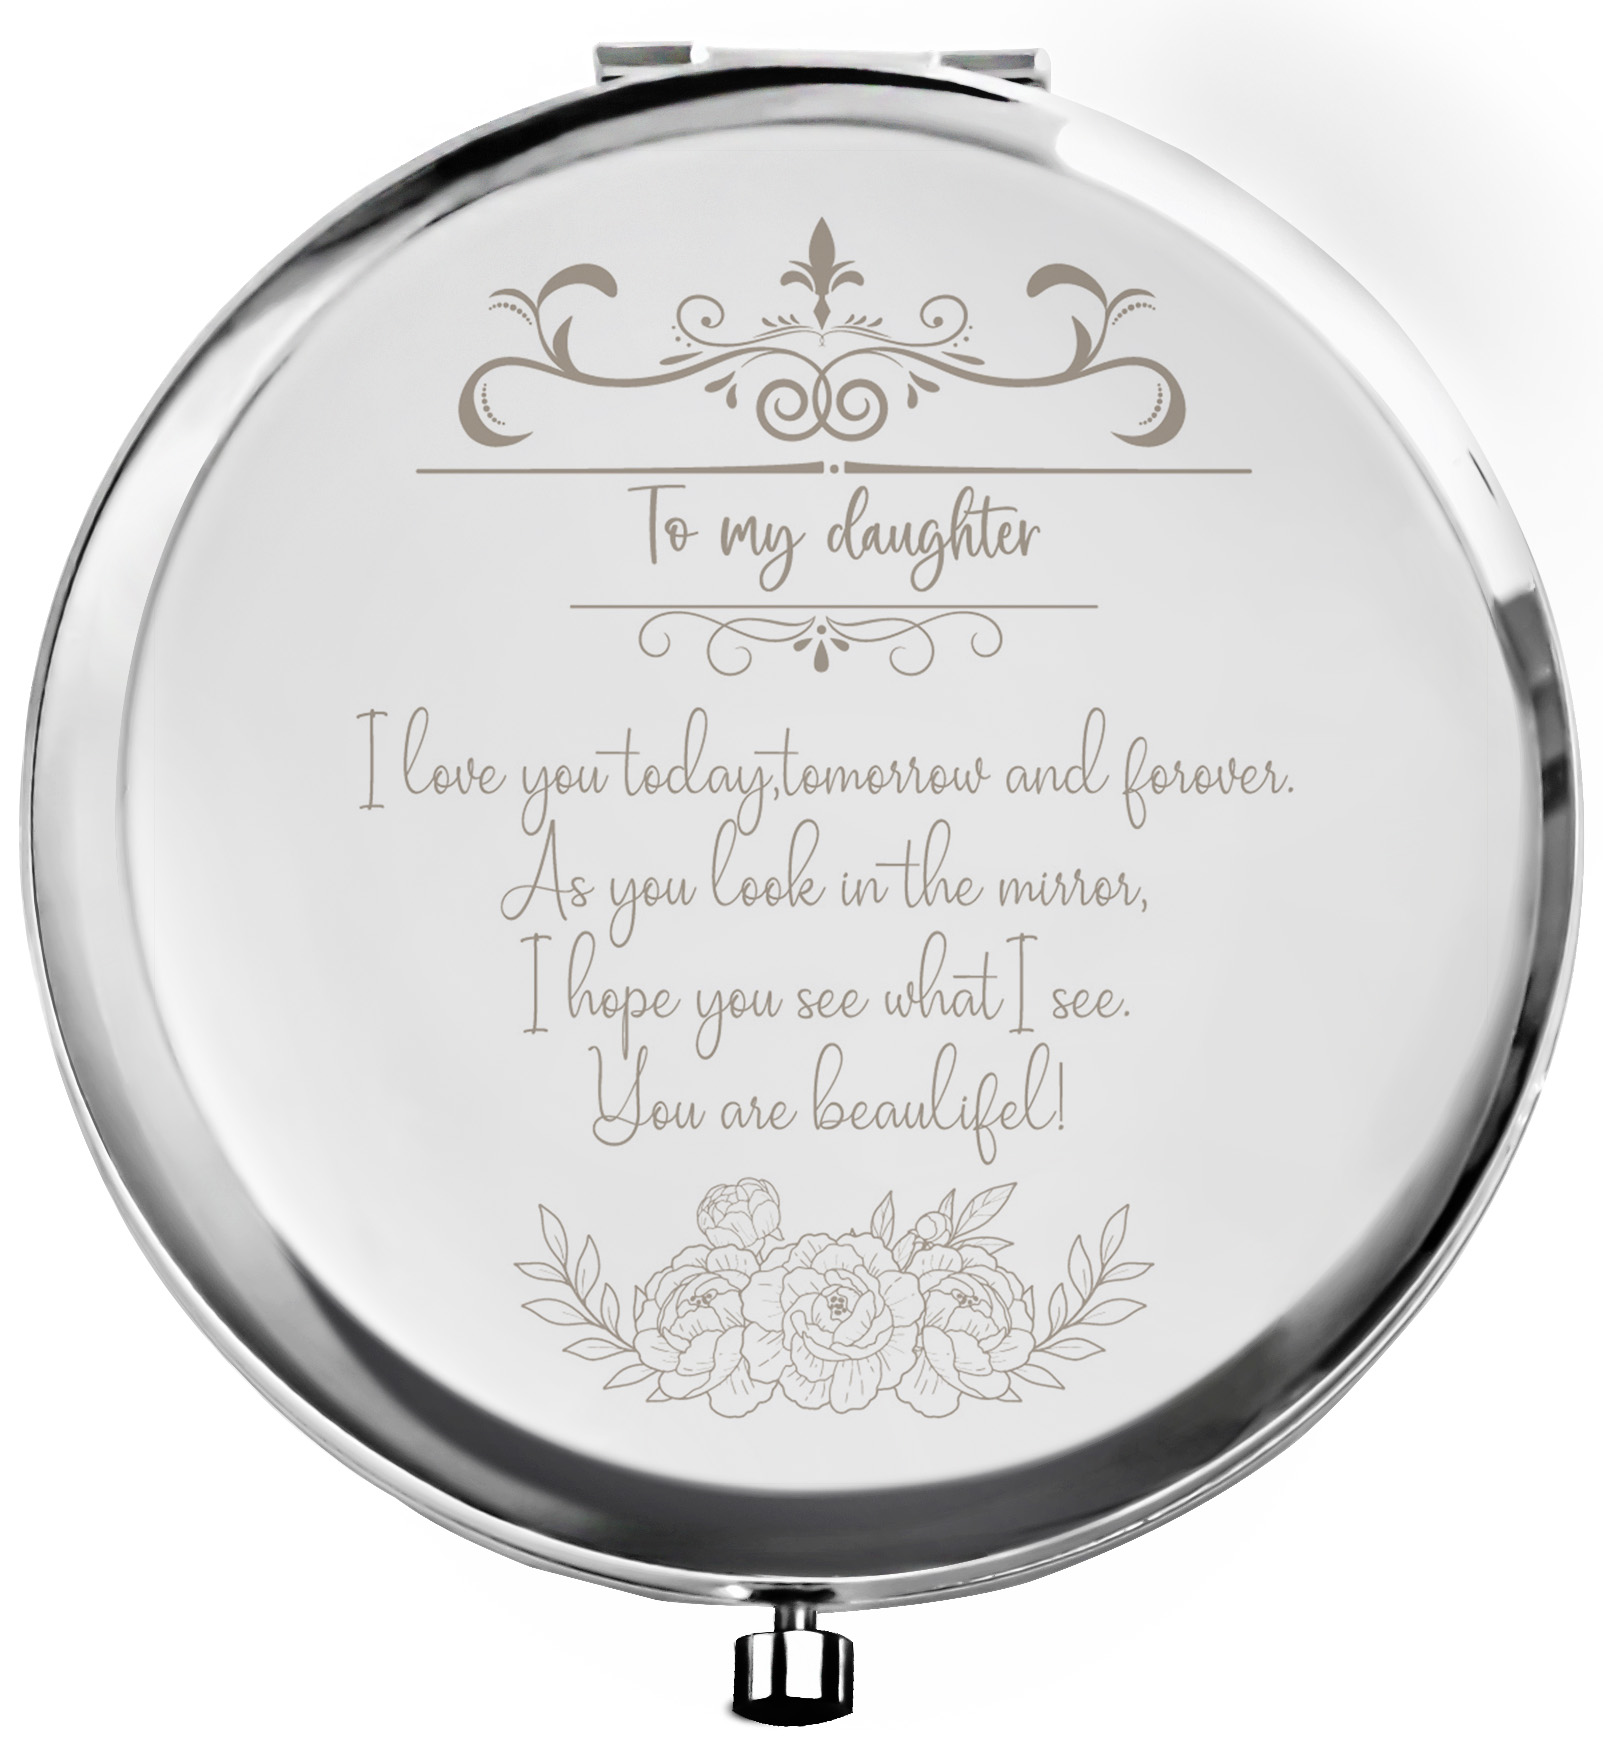 To my daughter
I love you today,tomorrow and forover.
As you look in the mirror,
I hope you see what I see.
You are beaulifel!